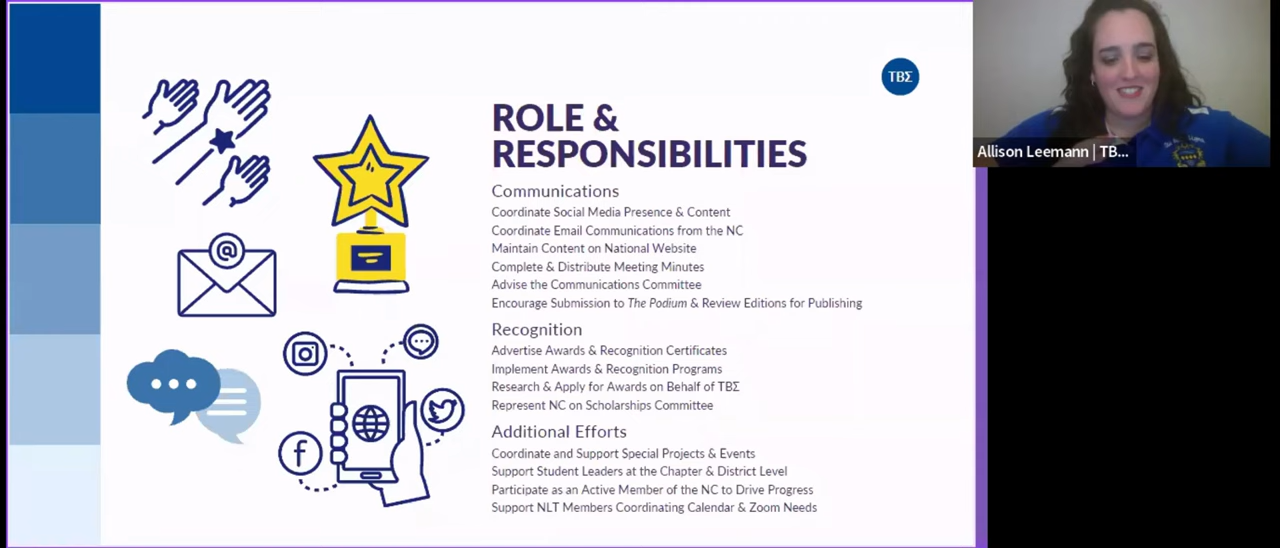 TBΣ
ROLE &
RESPONSIBILITIES
Communications
Coordinate Social Media Presence & Content
Coordinate Email Communications from the NC
Maintain Content on National Website
Complete & Distribute Meeting Minutes
Advise the Communications Committee
Encourage Submission to The Podium & Review Editions for Publishing
Recognition
Advertise Awards & Recognition Certificates
Implement Awards & Recognition Programs
Research & Apply for Awards on Behalf of TBΣ
Represent NC on Scholarships Committee
Additional Efforts
Coordinate and Support Special Projects & Events
Support Student Leaders at the Chapter & District Level
Participate as an Active Member of the NC to Drive Progress
Support NLT Members Coordinating Calendar & Zoom Needs
@
f
Allison Leemann | TB...